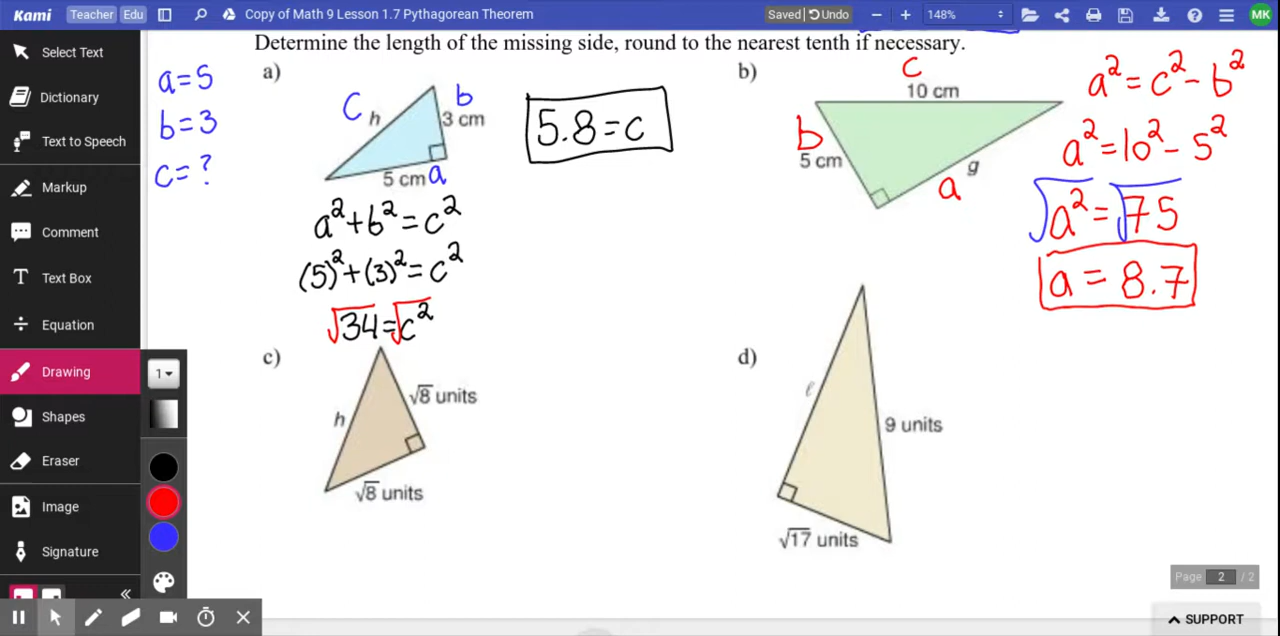 Kami Teacher Edu Copy of Math 9 Lesson 1.7 Pythagorean Theorem Saved Undo 148% MK
Select Text
Dictionary
Text to Speech
Markup
Comment
Text Box
Equation
Drawing
Shapes
Eraser
Image
Signature
1
Determine the length of the missing side, round to the nearest tenth if necessary.
a=5
b=3
c=?
a)
c
h
b
3 cm
5 cm
a
5.8=c
a²+b²=c²
(5)²+(3)²=c²
√34=√c²
b)
c
10 cm
b
5 cm
g
a
a²=c²-b²
a²=10²-5²
√a²=√75
a=8.7
c)
√8 units
h
√8 units
d)
ℓ
9 units
√17 units
Page 2 / 2
SUPPORT